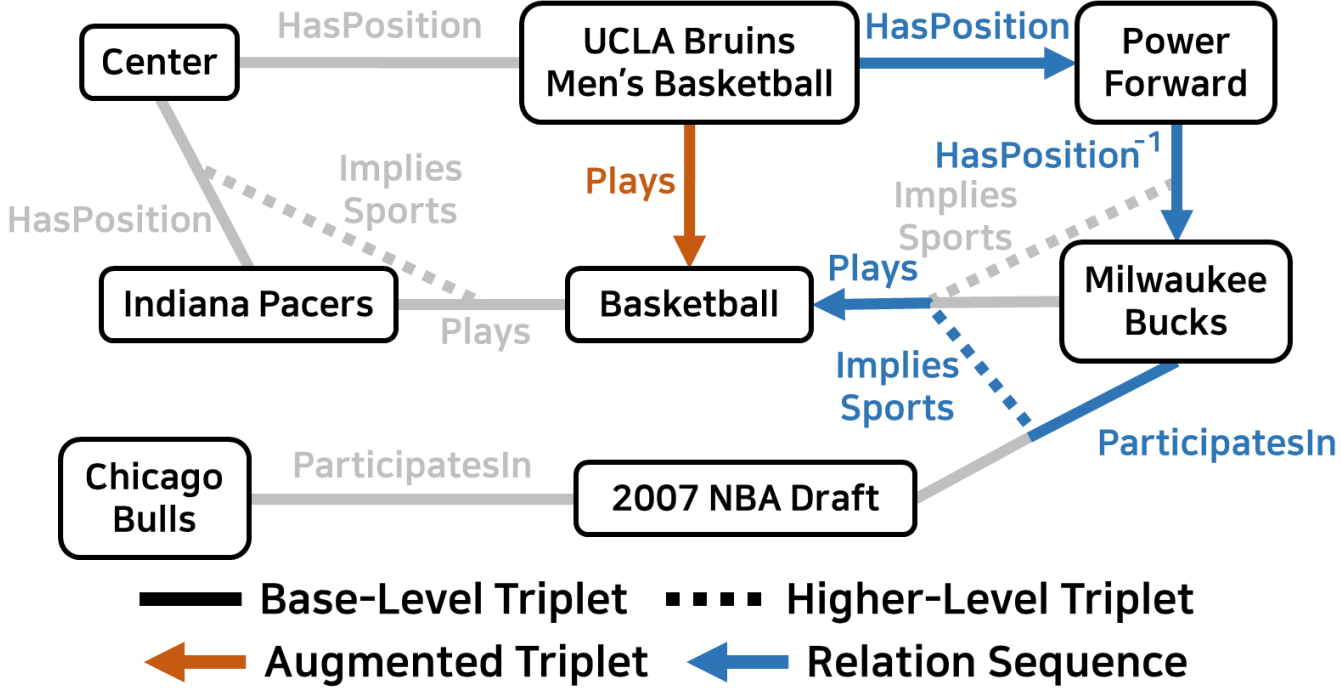 HasPosition
UCLA Bruins
Men's Basketball
HasPosition
Power
Forward
Center
HasPosition
Implies
Sports
Plays
HasPosition-1
Implies
Sports
Indiana Pacers
Plays
Basketball
Plays
Milwaukee
Bucks
Implies
Sports
ParticipatesIn
Chicago
Bulls
ParticipatesIn
2007 NBA Draft
Base-Level Triplet
Higher-Level Triplet
Augmented Triplet
Relation Sequence